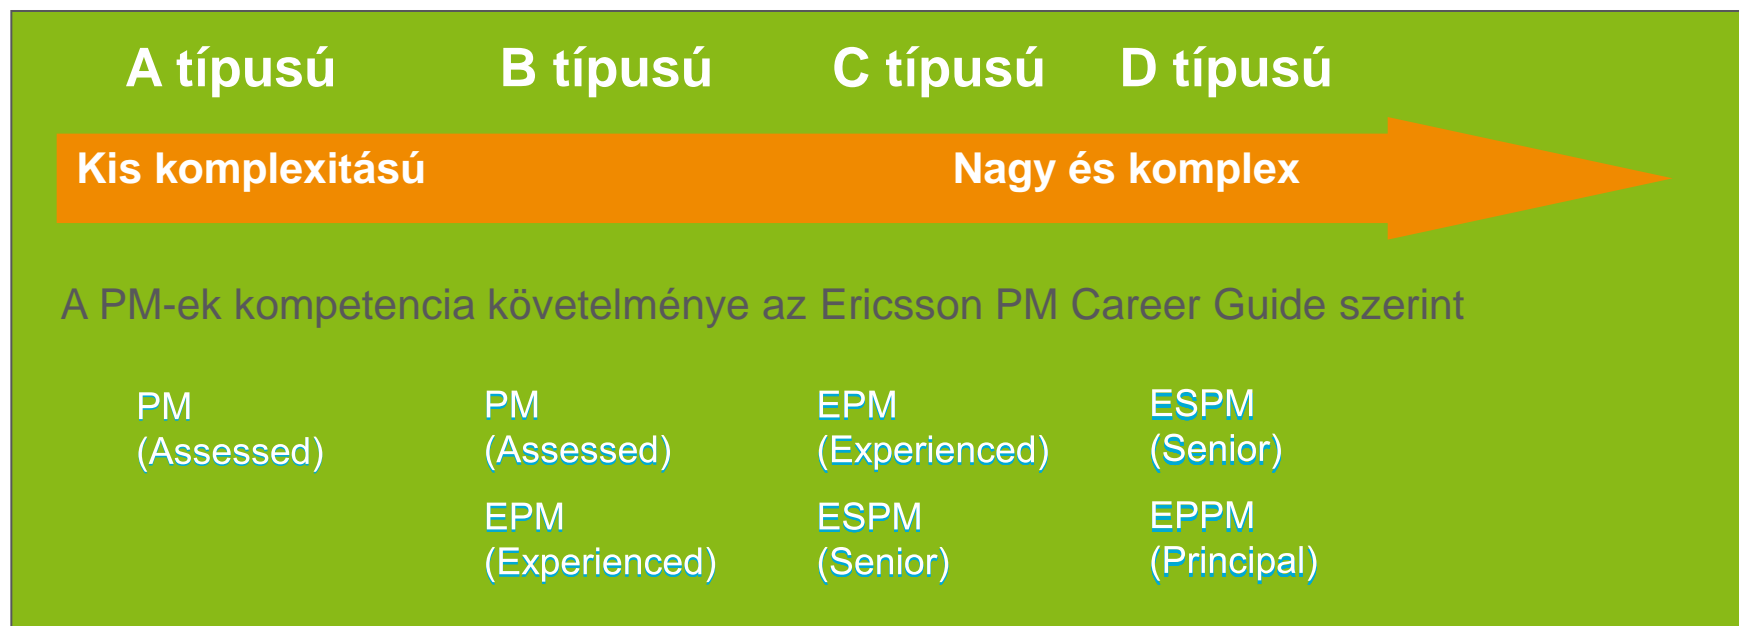 A típusú B típusú C típusú D típusú
Kis komplexitású Nagy és komplex
A PM-ek kompetencia követelménye az Ericsson PM Career Guide szerint
PM
(Assessed)
PM
(Assessed)
EPM
(Experienced)
EPM
(Experienced)
ESPM
(Senior)
ESPM
(Senior)
EPPM
(Principal)